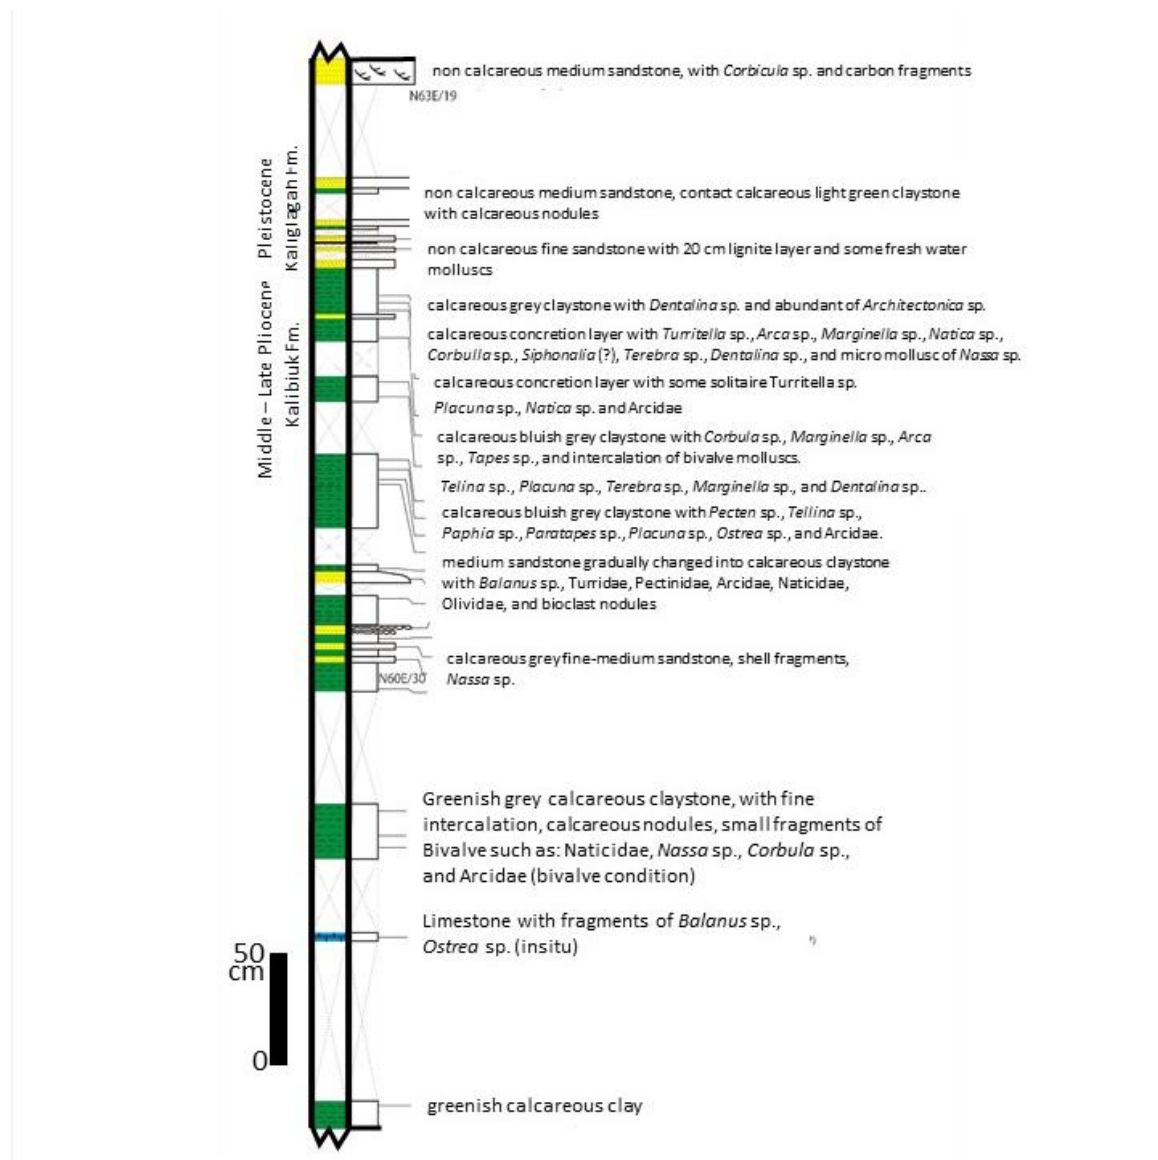 non calcareous medium sandstone, with Corbicula sp. and carbon fragments
N63E/19
Pleistocene
Kaliglagah Fm.
non calcareous medium sandstone, contact calcareous light green claystone
with calcareous nodules
non calcareous fine sandstone with 20 cm lignite layer and some fresh water
molluscs
Middle – Late Pliocene
Kalibiuk Fm.
calcareous grey claystone with Dentalina sp. and abundant of Architectonica sp.
calcareous concretion layer with Turritella sp., Arca sp., Marginella sp., Natica sp.,
Corbulla sp., Siphonalia (?), Terebra sp., Dentalina sp., and micro mollusc of Nassa sp.
calcareous concretion layer with some solitaire Turritella sp.
Placuna sp., Natica sp. and Arcidae
calcareous bluish grey claystone with Corbula sp., Marginella sp., Arca
sp., Tapes sp., and intercalation of bivalve molluscs.
Telina sp., Placuna sp., Terebra sp., Marginella sp., and Dentalina sp..
calcareous bluish grey claystone with Pecten sp., Tellina sp.,
Paphia sp., Paratapes sp., Placuna sp., Ostrea sp., and Arcidae.
medium sandstone gradually changed into calcareous claystone
with Balanus sp., Turridae, Pectinidae, Arcidae, Naticidae,
Olividae, and bioclast nodules
calcareous grey fine-medium sandstone, shell fragments,
Nassa sp.
N60E/30
Greenish grey calcareous claystone, with fine
intercalation, calcareous nodules, small fragments of
Bivalve such as: Naticidae, Nassa sp., Corbula sp.,
and Arcidae (bivalve condition)
Limestone with fragments of Balanus sp.,
Ostrea sp. (insitu)
50
cm
0
greenish calcareous clay